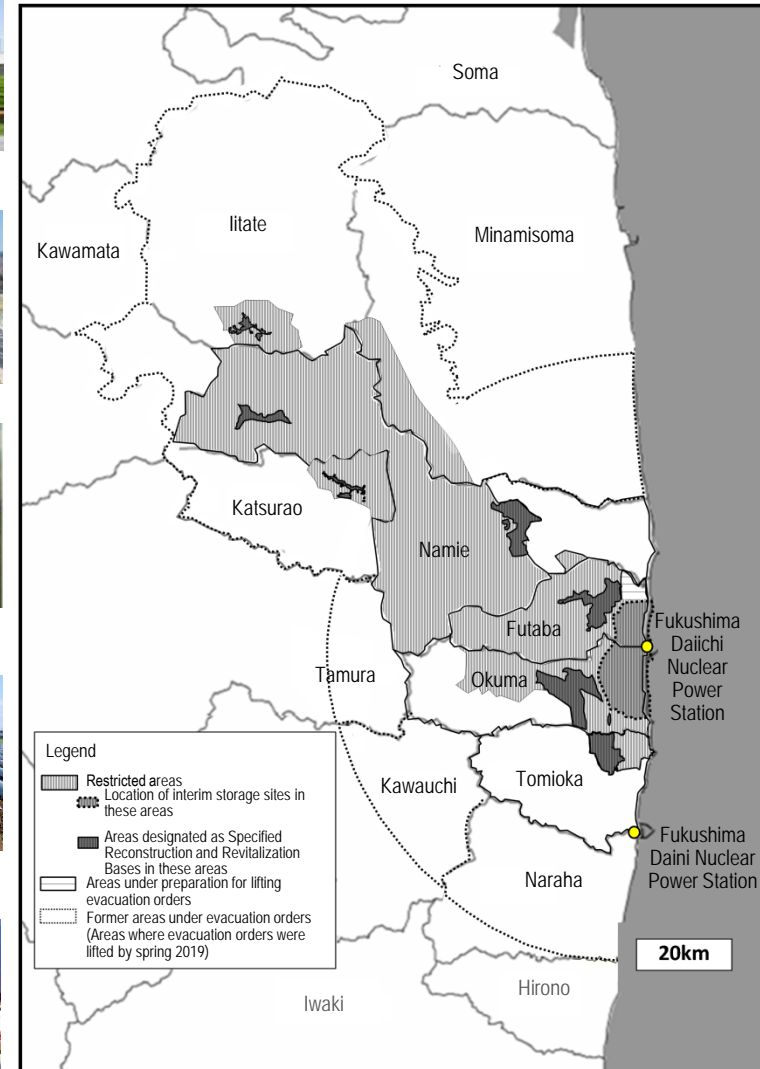 Soma
Iitate
Minamisoma
Kawamata
Katsurao
Namie
Futaba
Fukushima
Daiichi
Nuclear
Power
Station
Tamura
Okuma
Legend
Restricted areas
Location of interim storage sites in
these areas
Areas designated as Specified
Reconstruction and Revitalization
Bases in these areas
Areas under preparation for lifting
evacuation orders
Former areas under evacuation orders
(Areas where evacuation orders were
lifted by spring 2019)
Kawauchi
Tomioka
Fukushima
Daini Nuclear
Power Station
Naraha
20km
Hirono
Iwaki